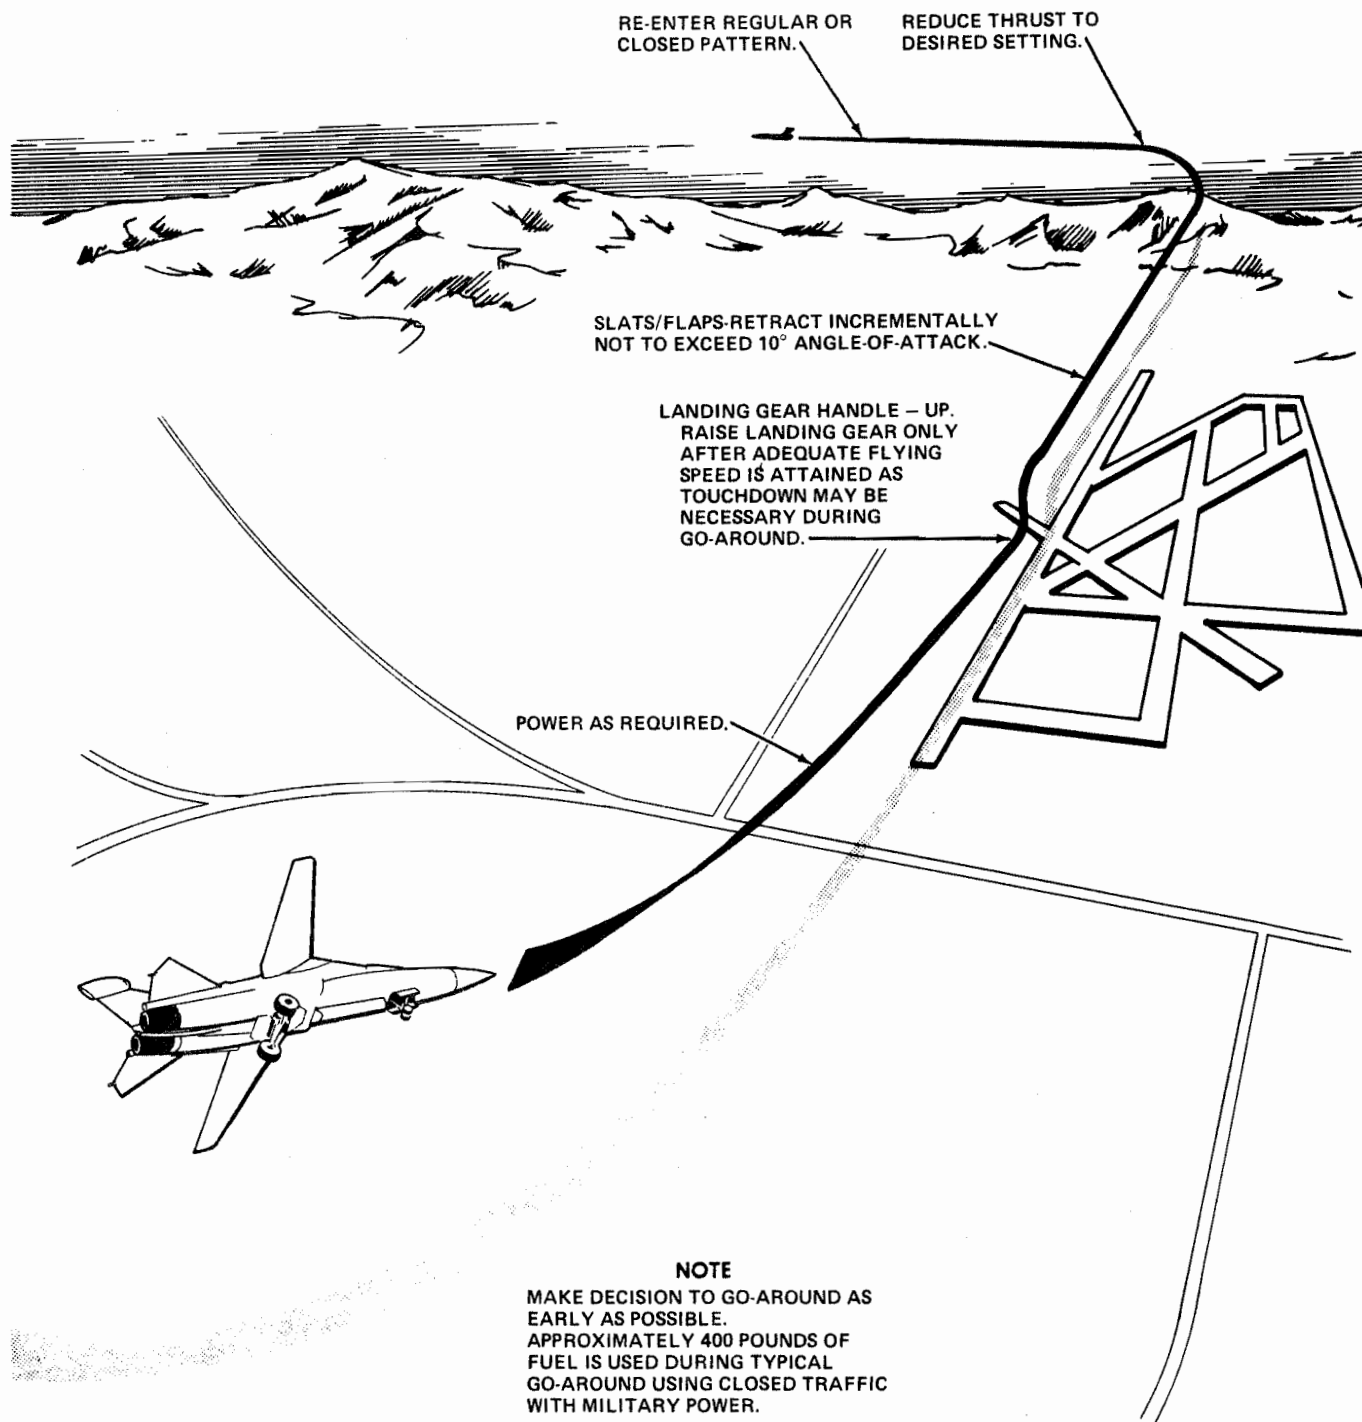 RE-ENTER REGULAR OR
CLOSED PATTERN.
REDUCE THRUST TO
DESIRED SETTING.
SLATS/FLAPS-RETRACT INCREMENTALLY
NOT TO EXCEED 10° ANGLE-OF-ATTACK.
LANDING GEAR HANDLE – UP.
RAISE LANDING GEAR ONLY
AFTER ADEQUATE FLYING
SPEED IS ATTAINED AS
TOUCHDOWN MAY BE
NECESSARY DURING
GO-AROUND.
POWER AS REQUIRED.
NOTE
MAKE DECISION TO GO-AROUND AS
EARLY AS POSSIBLE.
APPROXIMATELY 400 POUNDS OF
FUEL IS USED DURING TYPICAL
GO-AROUND USING CLOSED TRAFFIC
WITH MILITARY POWER.